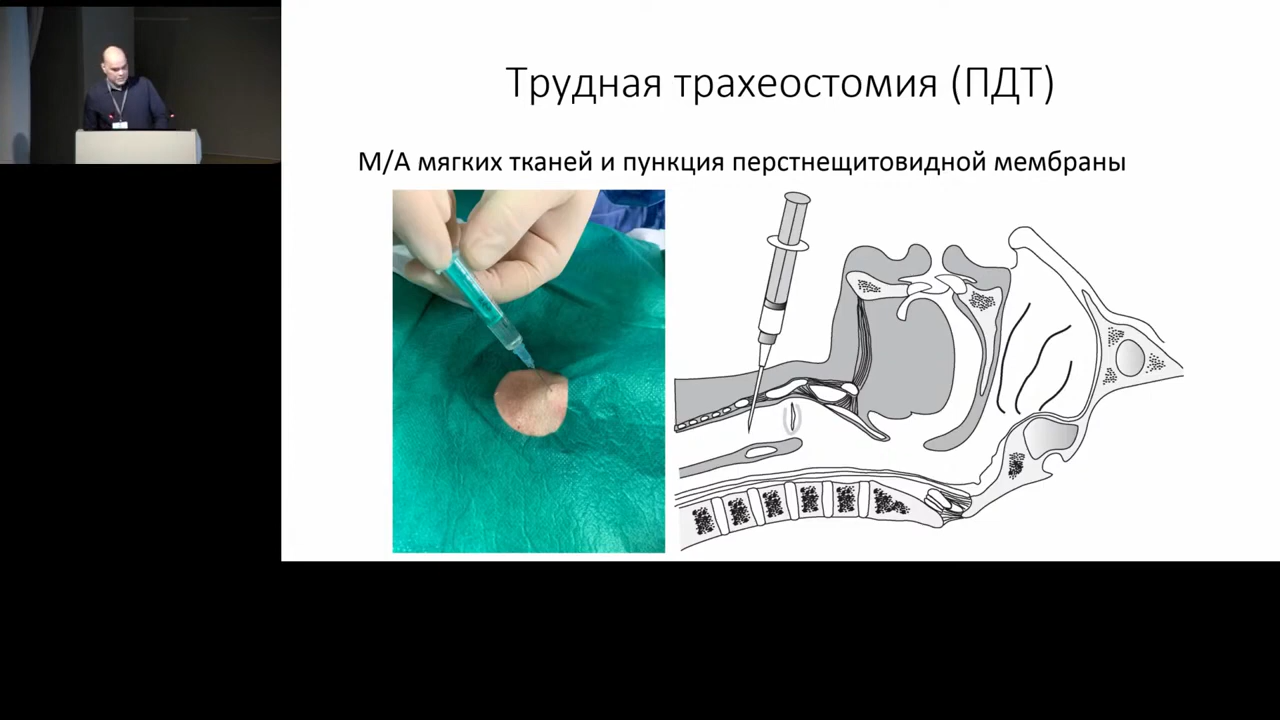 Трудная трахеостомия (ПДТ)
М/А мягких тканей и пункция перстнещитовидной мембраны